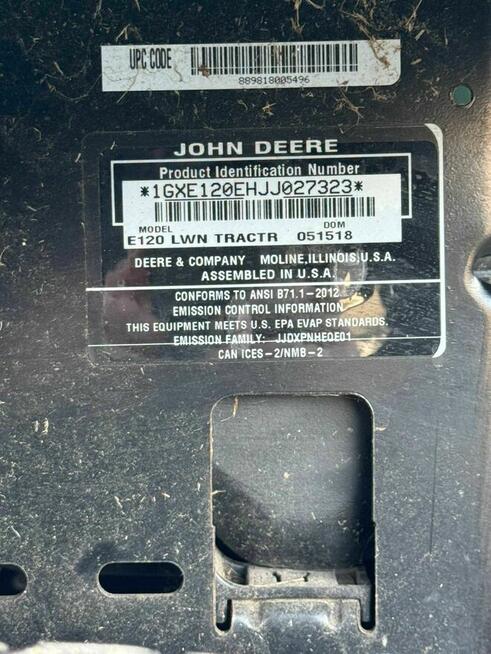 UPC CODE
889818005496
JOHN DEERE
Product Identification Number
*1GXE120EHJJ027323*
MODEL DOM
E120 LWN TRACTR 051518
DEERE & COMPANY MOLINE,ILLINOIS,U.S.A.
ASSEMBLED IN U.S.A.
CONFORMS TO ANSI B71.1-2012
EMISSION CONTROL INFORMATION
THIS EQUIPMENT MEETS U.S. EPA EVAP STANDARDS.
EMISSION FAMILY: JJDXPNHEQE01
CAN ICES-2/NMB-2